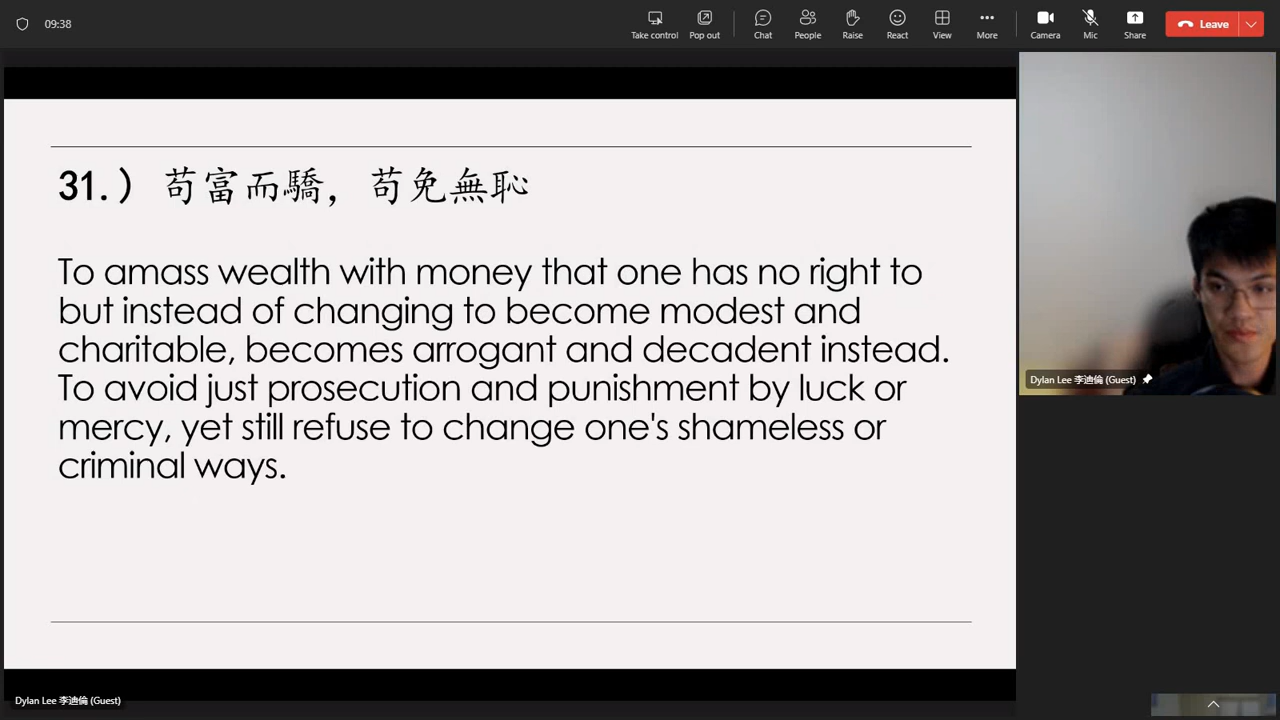 09:38
Take control
Pop out
Chat
People
Raise
React
View
More
Camera
Mic
Share
Leave
31.) 苟富而驕, 苟免無恥
To amass wealth with money that one has no right to
but instead of changing to become modest and
charitable, becomes arrogant and decadent instead.
To avoid just prosecution and punishment by luck or
mercy, yet still refuse to change one's shameless or
criminal ways.
Dylan Lee 李迪倫 (Guest)
Dylan Lee 李迪倫 (Guest)